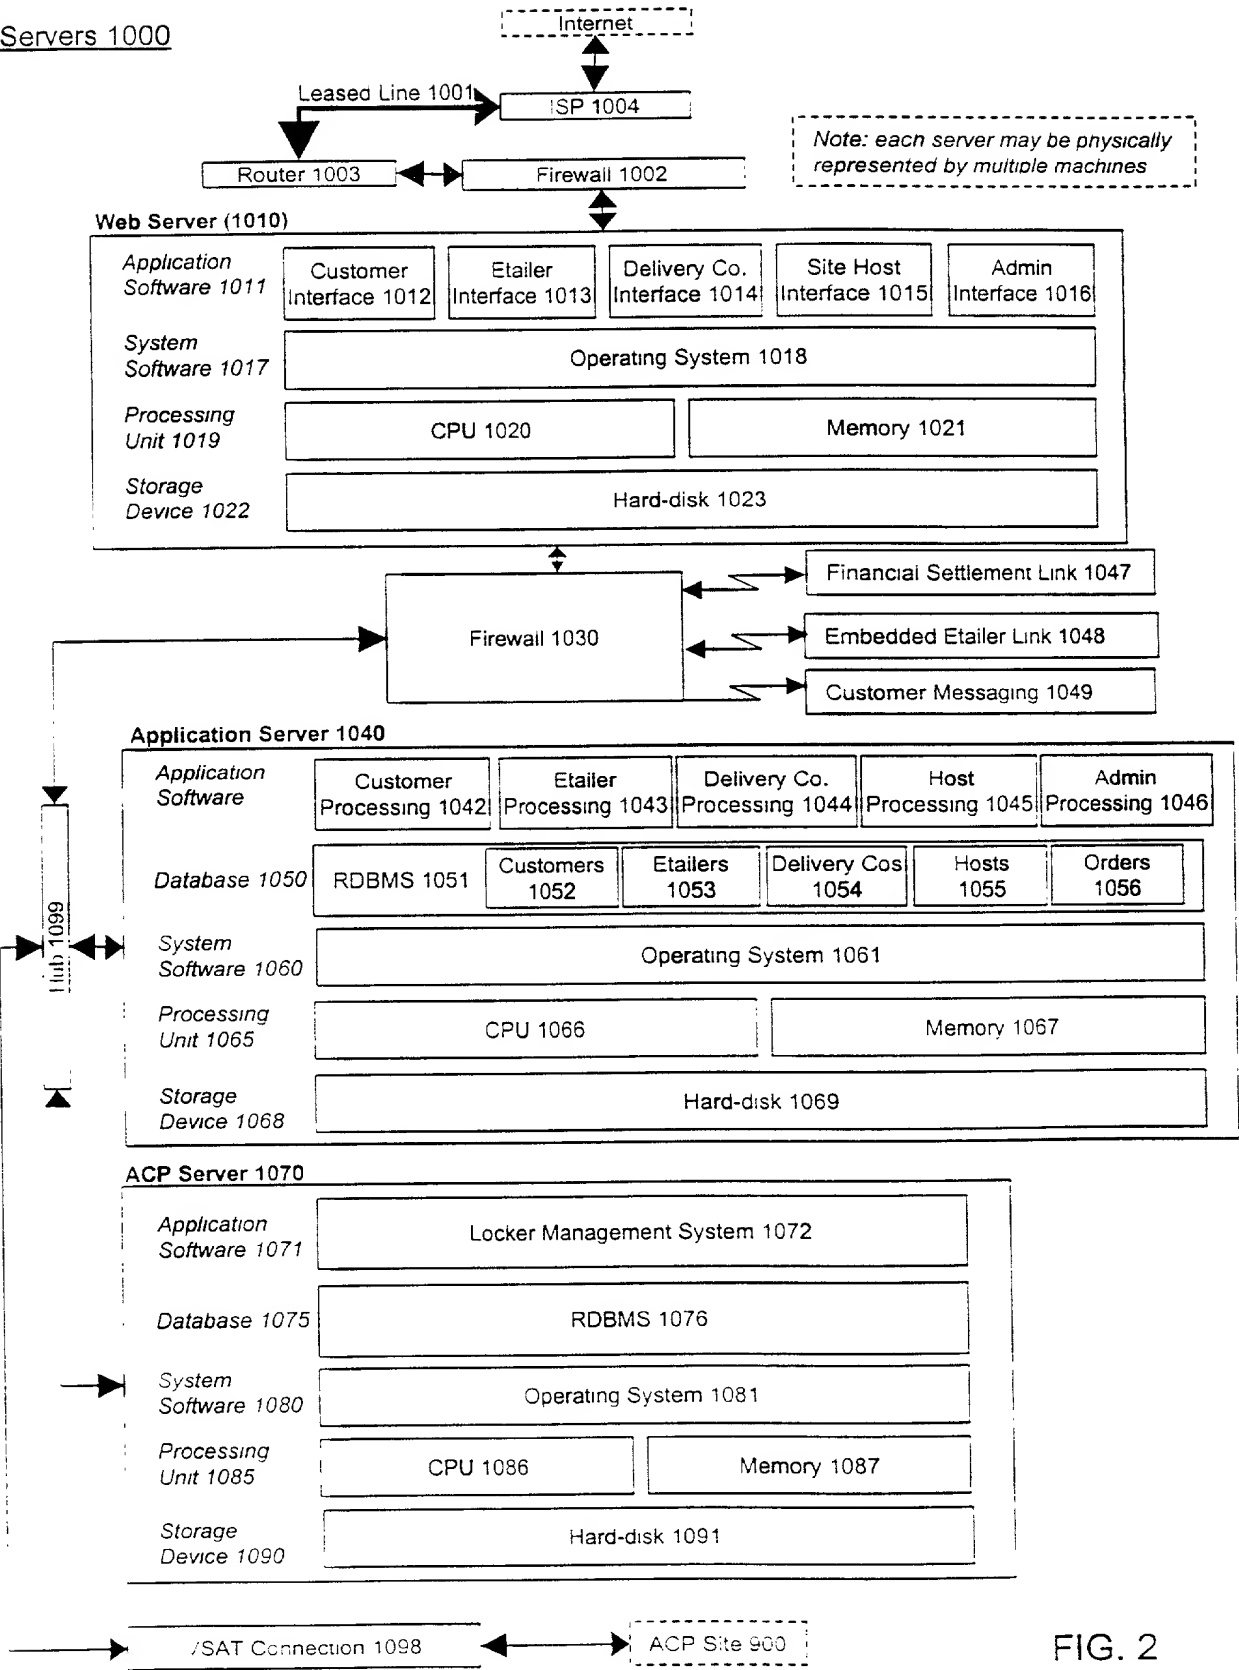 Servers 1000
Internet
Leased Line 1001
ISP 1004
Note: each server may be physically
represented by multiple machines
Router 1003
Firewall 1002
Web Server (1010)
Application
Software 1011
Customer
Interface 1012
Etailer
Interface 1013
Delivery Co.
Interface 1014
Site Host
Interface 1015
Admin
Interface 1016
System
Software 1017
Operating System 1018
Processing
Unit 1019
CPU 1020
Memory 1021
Storage
Device 1022
Hard-disk 1023
Financial Settlement Link 1047
Firewall 1030
Embedded Etailer Link 1048
Customer Messaging 1049
Application Server 1040
Application
Software
Customer
Processing 1042
Etailer
Processing 1043
Delivery Co.
Processing 1044
Host
Processing 1045
Admin
Processing 1046
Database 1050
RDBMS 1051
Customers
1052
Etailers
1053
Delivery Cos
1054
Hosts
1055
Orders
1056
Hub 1099
System
Software 1060
Operating System 1061
Processing
Unit 1065
CPU 1066
Memory 1067
Storage
Device 1068
Hard-disk 1069
ACP Server 1070
Application
Software 1071
Locker Management System 1072
Database 1075
RDBMS 1076
System
Software 1080
Operating System 1081
Processing
Unit 1085
CPU 1086
Memory 1087
Storage
Device 1090
Hard-disk 1091
VSAT Connection 1098
ACP Site 900
FIG. 2